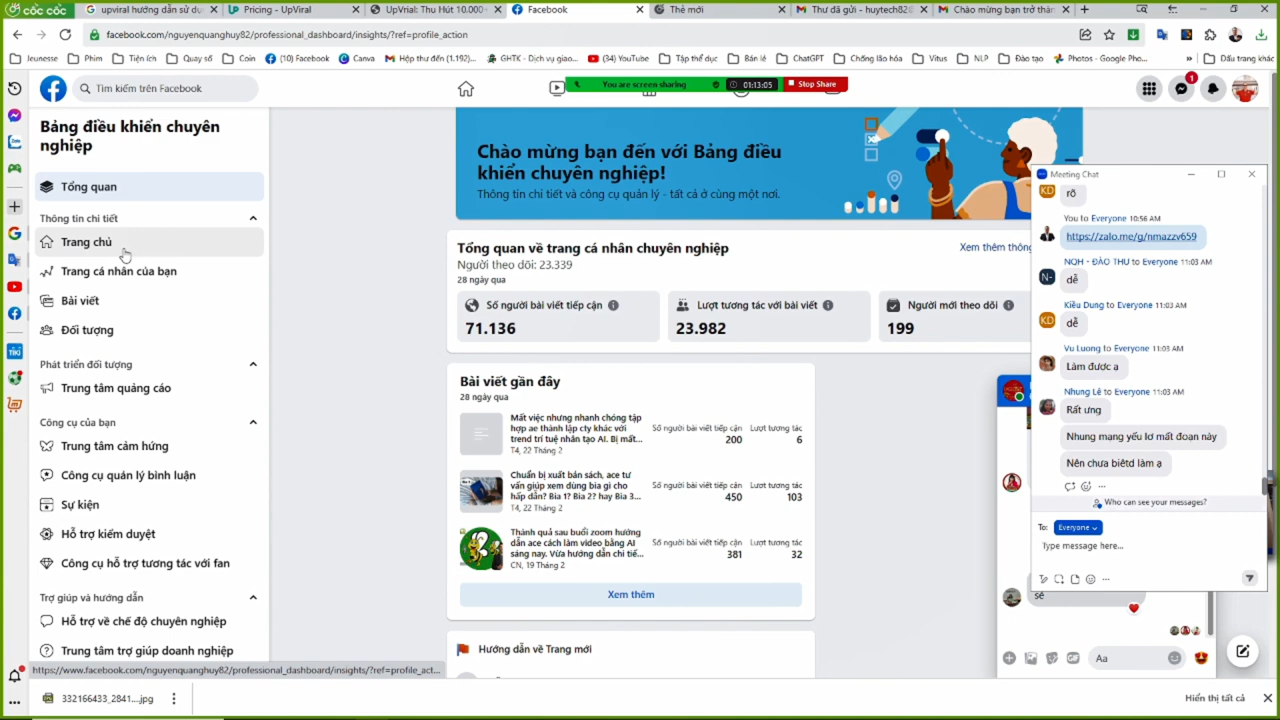 CỐC CỐC
upviral hướng dẫn sử dụ
Pricing - UpViral
UpVrial: Thu Hút 10.000+
Facebook
Thẻ mới
Thư đã gửi - huytech82@
Chào mừng bạn trở thàn
facebook.com/nguyenquanghuy82/professional_dashboard/insights/?ref=profile_action
Jeunesse
Phim
Tiện ích
Quay số
Coin
(10) Facebook
Canva
Hộp thư đến (1.192)...
GHTK - Dịch vụ giao...
(34) YouTube
Tập thể dục
Bán lẻ
ChatGPT
Chống lão hóa
Vitus
NLP
Đào tạo
Photos - Google Pho...
Dấu trang khác
Tìm kiếm trên Facebook
You are screen sharing
01:13:05
Stop Share
1
Bảng điều khiển chuyên
nghiệp
Tổng quan
Thông tin chi tiết
Trang chủ
Trang cá nhân của bạn
Bài viết
Đối tượng
Phát triển đối tượng
Trung tâm quảng cáo
Công cụ của bạn
Trung tâm cảm hứng
Công cụ quản lý bình luận
Sự kiện
Hỗ trợ kiếm duyệt
Công cụ hỗ trợ tương tác với fan
Trợ giúp và hướng dẫn
Hỗ trợ về chế độ chuyên nghiệp
Trung tâm trợ giúp doanh nghiệp
https://www.facebook.com/nguyenquanghuy82/professional_dashboard/insights/?ref=profile_act...
Chào mừng bạn đến với Bảng điều
khiển chuyên nghiệp!
Thông tin chi tiết và công cụ quản lý - tất cả ở cùng một nơi.
Tổng quan về trang cá nhân chuyên nghiệp
Xem thêm thông
Người theo dõi: 23.339
28 ngày qua
Số người bài viết tiếp cận
71.136
Lượt tương tác với bài viết
23.982
Người mới theo dõi
199
Bài viết gần đây
28 ngày qua
Mất việc nhưng nhanh chóng tập
hợp ae thành lập cty khác với
trend trí tuệ nhân tạo AI. Bị mất...
T4, 22 Tháng 2
Số người bài viết tiếp cận
200
Lượt tương tác
6
Chuẩn bị xuất bản sách, ace tư
vấn giúp xem dùng bìa gì cho
hấp dẫn? Bìa 1? Bìa 2? hay Bìa 3...
T4, 22 Tháng 2
Số người bài viết tiếp cận
450
Lượt tương tác
103
Thành quả sau buổi zoom hướng
dẫn ace cách làm video bằng AI
sáng nay. Vừa hướng dẫn chi tiế...
CN, 19 Tháng 2
Số người bài viết tiếp cận
381
Lượt tương tác
32
Xem thêm
Hướng dẫn về Trang mới
Meeting Chat
KD
rõ
You to Everyone 10:56 AM
https://zalo.me/g/nmazzv659
NQH - ĐÀO THU to Everyone 11:03 AM
N-
dễ
Kiều Dung to Everyone 11:03 AM
KD
dễ
Vu Luong to Everyone 11:03 AM
Làm được ạ
Nhung Lê to Everyone 11:03 AM
Rất ưng
Nhung mang yếu lơ mất đoạn này
Nên chưa biêtd làm ạ
Who can see your messages?
To: Everyone
Type message here...
sẻ
Aa
Zalo
TIKI
332166433_2841....jpg
Hiển thị tất cả